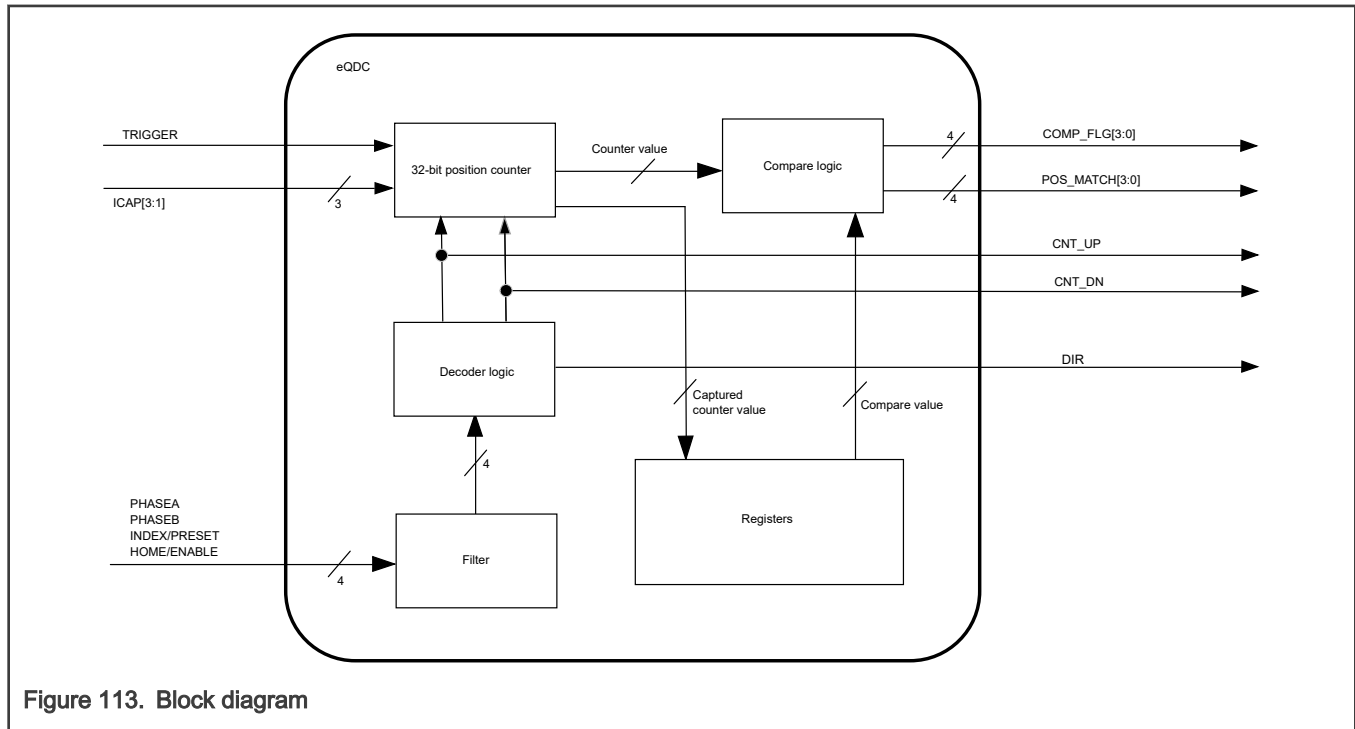 eQDC
TRIGGER
ICAP[3:1]
3
32-bit position counter
Counter value
Compare logic
4
COMP_FLG[3:0]
4
POS_MATCH[3:0]
CNT_UP
CNT_DN
Decoder logic
DIR
Captured
counter value
Compare value
4
PHASEA
PHASEB
INDEX/PRESET
HOME/ENABLE
4
Filter
Registers
Figure 113. Block diagram